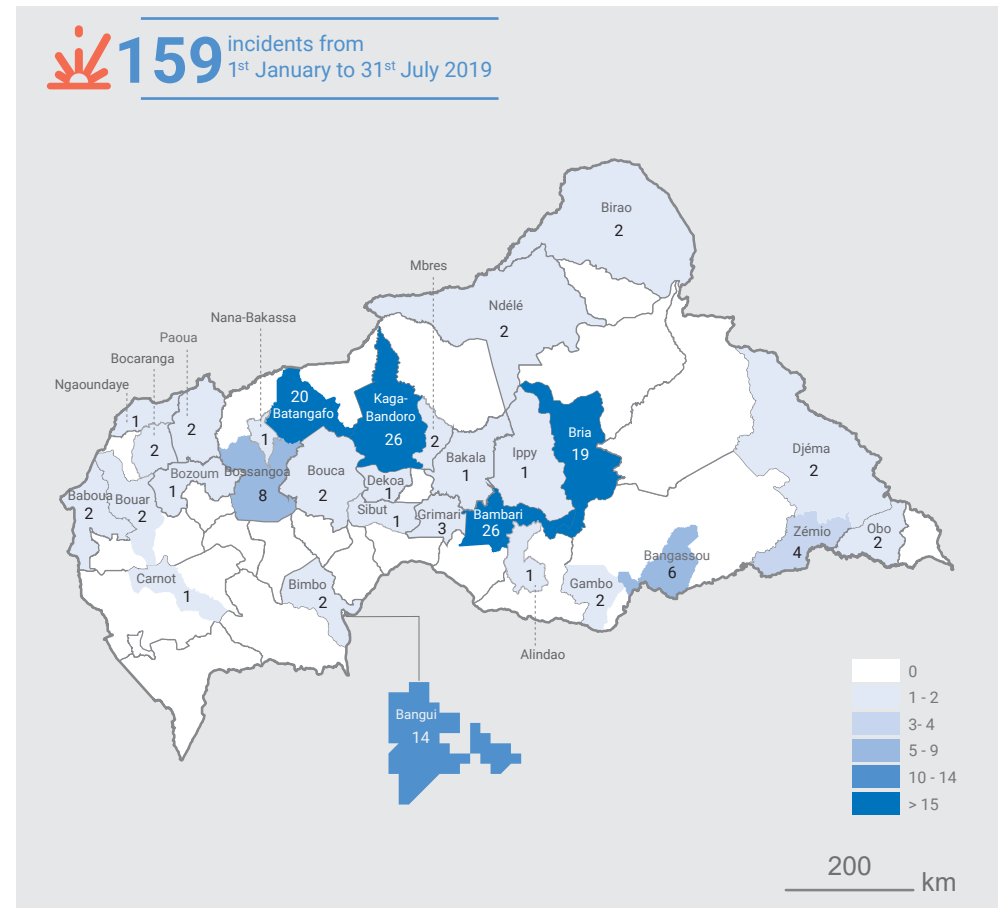 159 incidents from
1st January to 31st July 2019
Birao
2
Mbres
Ndélé
2
Nana-Bakassa
Paoua
Bocaranga
Ngaoundaye
20
Batangafo
Kaga-
Bandoro
26
1
2
2
1
2
Bria
19
Bakala
1
Ippy
1
Djéma
2
Bozoum
1
Bossangoa
8
Bouca
2
Dekoa
1
Baboua
2
Bouar
2
Sibut
1
Grimari
3
Bambari
26
Zémio
4
Obo
2
Bangassou
6
Carnot
1
Bimbo
2
1
Gambo
2
Alindao
Bangui
14
0
1 - 2
3- 4
5 - 9
10 - 14
> 15
200
km